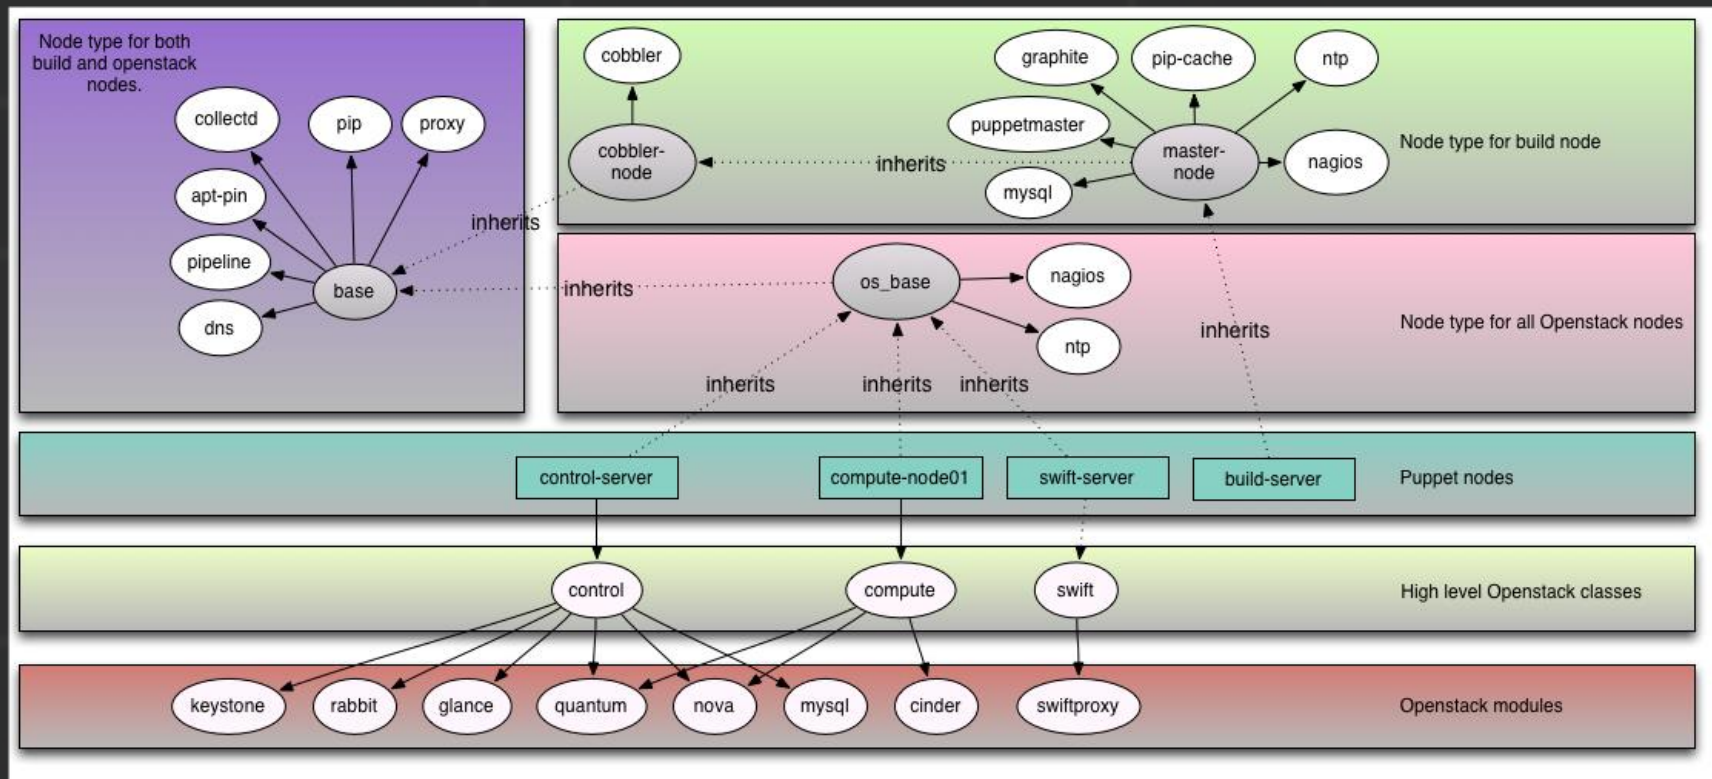 Node type for both
build and openstack
nodes.
collectd
pip
proxy
apt-pin
pipeline
dns
base
inherits
inherits
cobbler
cobbler-
node
inherits
graphite
pip-cache
ntp
puppetmaster
mysql
master-
node
nagios
Node type for build node
os_base
nagios
ntp
inherits
Node type for all Openstack nodes
inherits
inherits
inherits
control-server
compute-node01
swift-server
build-server
Puppet nodes
control
compute
swift
High level Openstack classes
keystone
rabbit
glance
quantum
nova
mysql
cinder
swiftproxy
Openstack modules